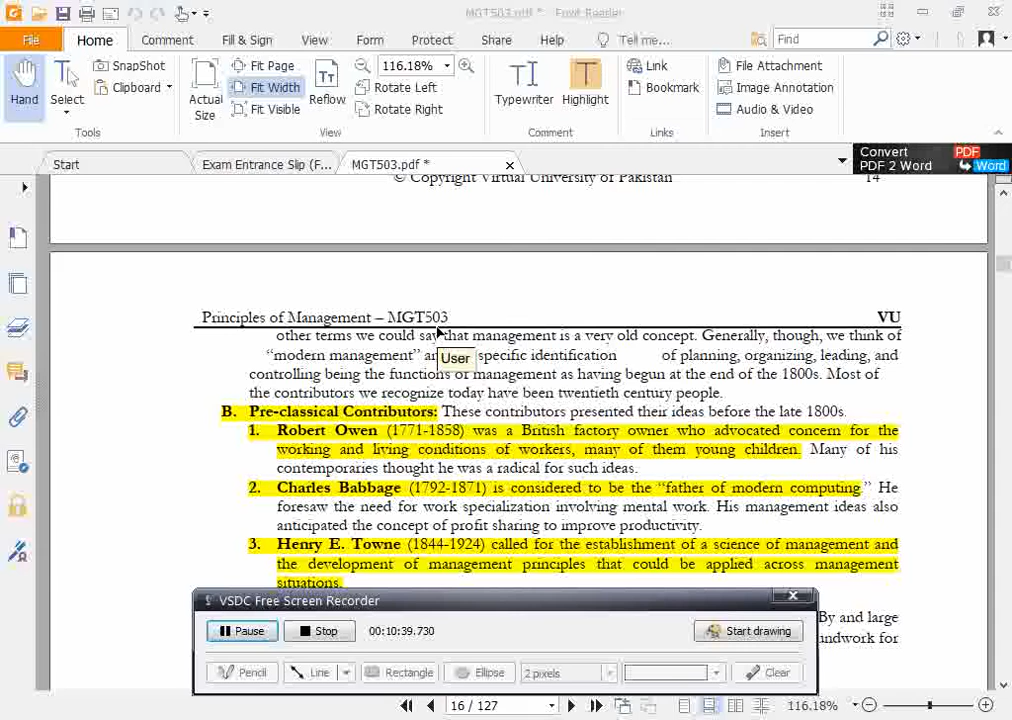 MGT503.pdf * - Foxit Reader
File Home Comment Fill & Sign View Form Protect Share Help Tell me... Find
Hand
Select
SnapShot
Clipboard
Tools
Actual
Size
Fit Page
Fit Width
Fit Visible
Reflow
116.18%
Rotate Left
Rotate Right
View
Typewriter
Highlight
Comment
Link
Bookmark
Links
File Attachment
Image Annotation
Audio & Video
Insert
Start Exam Entrance Slip (F... MGT503.pdf *
Convert
PDF 2 Word
PDF
Word
© Copyright Virtual University of Pakistan 14
Principles of Management – MGT503 VU
other terms we could say that management is a very old concept. Generally, though, we think of
“modern management” specific identification of planning, organizing, leading, and
User
controlling being the functions management as having begun at the end of the 1800s. Most of
the contributors we recognize today have been twentieth century people.
B. Pre-classical Contributors: These contributors presented their ideas before the late 1800s.
1. Robert Owen (1771-1858) was a British factory owner who advocated concern for the
working and living conditions of workers, many of them young children. Many of his
contemporaries thought he was a radical for such ideas.
2. Charles Babbage (1792-1871) is considered to be the “father of modern computing.” He
foresaw the need for work specialization involving mental work. His management ideas also
anticipated the concept of profit sharing to improve productivity.
3. Henry E. Towne (1844-1924) called for the establishment of a science of management and
the development of management principles that could be applied across management
situations.
VSDC Free Screen Recorder
By and large
Pause Stop 00:10:39.730 Start drawing
undwork for
Pencil Line Rectangle Ellipse 2 pixels Clear
16 / 127 116.18%